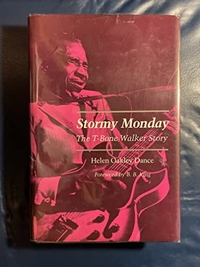 Stormy Monday
The T-Bone Walker Story
Helen Oakley Dance
Foreword by B. B. King